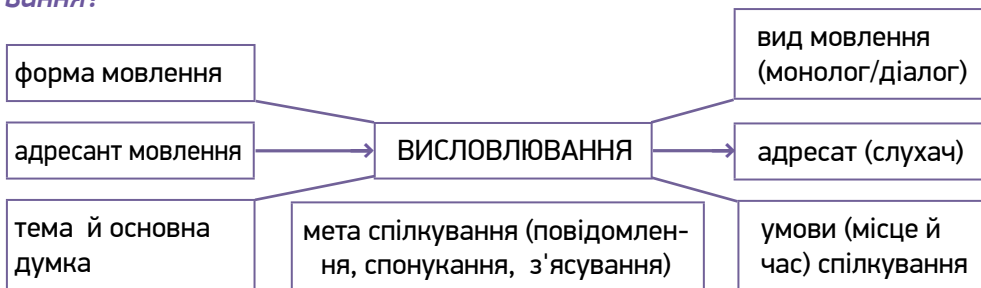 вання?
форма мовлення
адресант мовлення
тема й основна
думка
ВИСЛОВЛЮВАННЯ
мета спілкування (повідомлен-
ня, спонукання, з'ясування)
вид мовлення
(монолог/діалог)
адресат (слухач)
умови (місце й
час) спілкування